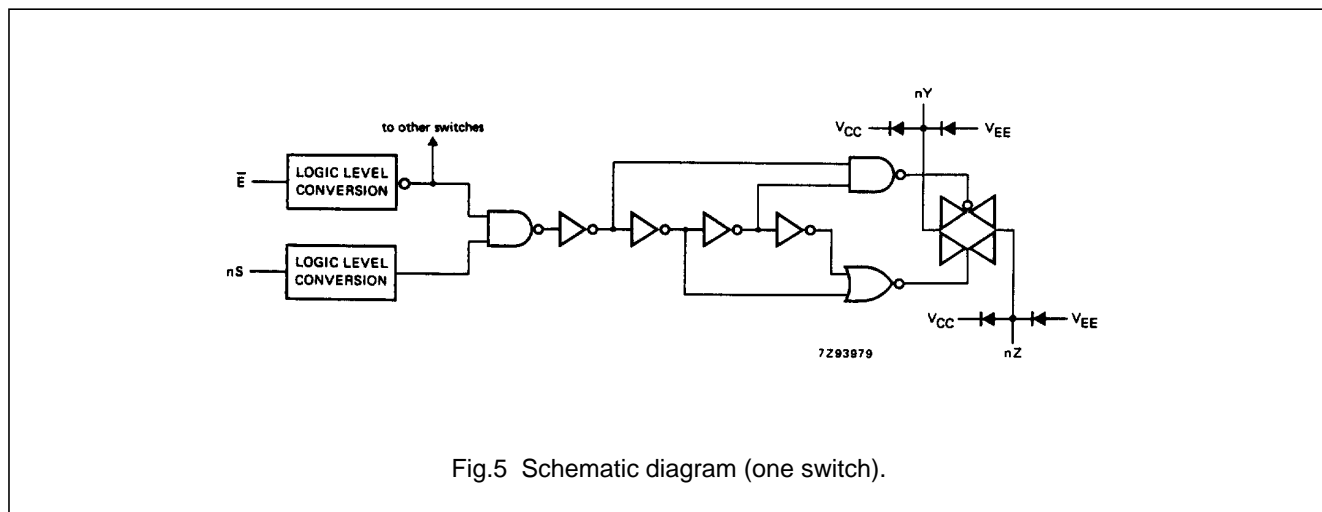 to other switches
E̅
LOGIC LEVEL
CONVERSION
nS
LOGIC LEVEL
CONVERSION
nY
VCC
VEE
VCC
VEE
nZ
7Z93979
Fig.5 Schematic diagram (one switch).